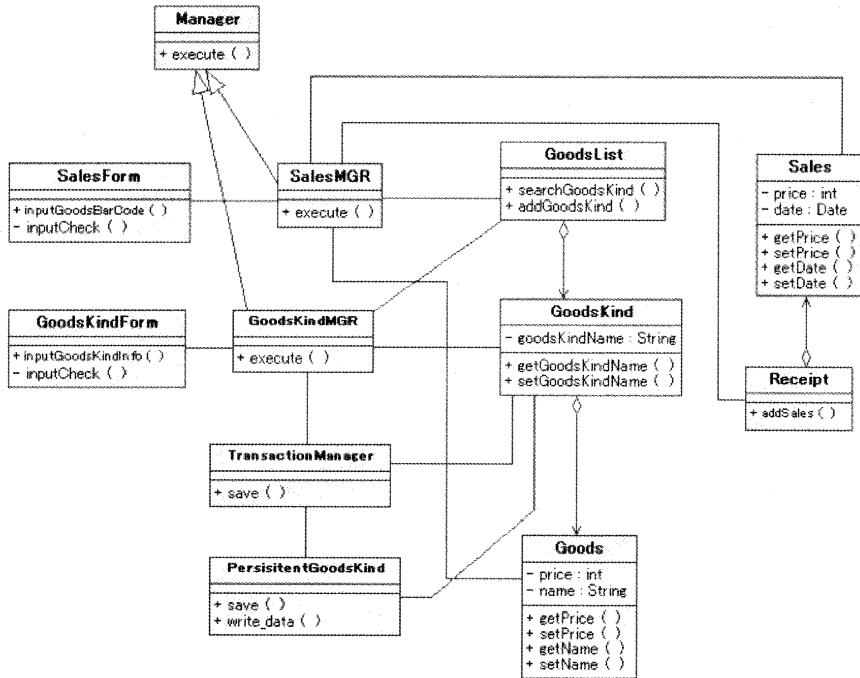 Manager
+ execute ( )
SalesForm
+ inputGoodsBarCode ( )
- inputCheck ( )
SalesMGR
+ execute ( )
GoodsList
+ searchGoodsKind ( )
+ addGoodsKind ( )
Sales
- price : int
- date : Date
+ getPrice ( )
+ setPrice ( )
+ getDate ( )
+ setDate ( )
GoodsKindForm
+ inputGoodsKindInfo ( )
- inputCheck ( )
GoodsKindMGR
+ execute ( )
GoodsKind
- goodsKindName : String
+ getGoodsKindName ( )
+ setGoodsKindName ( )
Receipt
+ addSales ( )
TransactionManager
+ save ( )
PersisitentGoodsKind
+ save ( )
+ write_data ( )
Goods
- price : int
- name : String
+ getPrice ( )
+ setPrice ( )
+ getName ( )
+ setName ( )